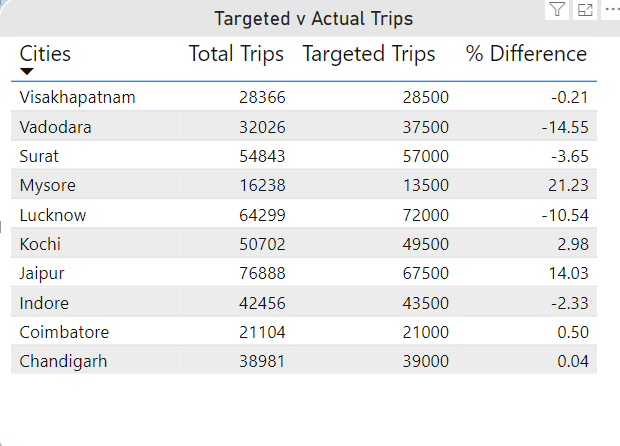 Targeted v Actual Trips
Cities Total Trips Targeted Trips % Difference
Visakhapatnam 28366 28500 -0.21
Vadodara 32026 37500 -14.55
Surat 54843 57000 -3.65
Mysore 16238 13500 21.23
Lucknow 64299 72000 -10.54
Kochi 50702 49500 2.98
Jaipur 76888 67500 14.03
Indore 42456 43500 -2.33
Coimbatore 21104 21000 0.50
Chandigarh 38981 39000 0.04